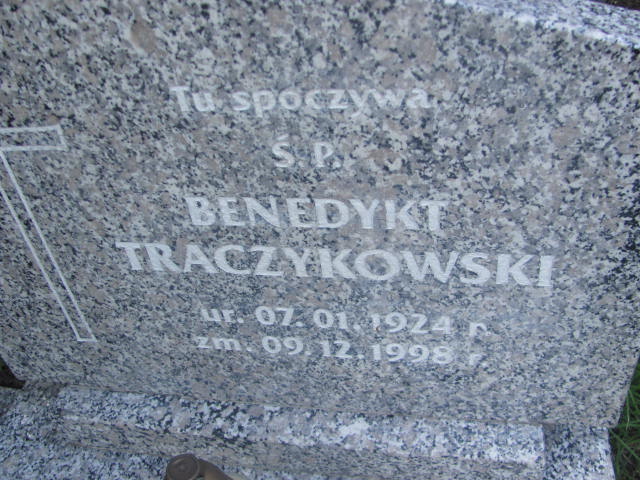 Tu spoczywa
Ś.P.
BENEDYKT
TRACZYKOWSKI
ur. 07.01.1924 r.
zm. 09.12.1998 r.